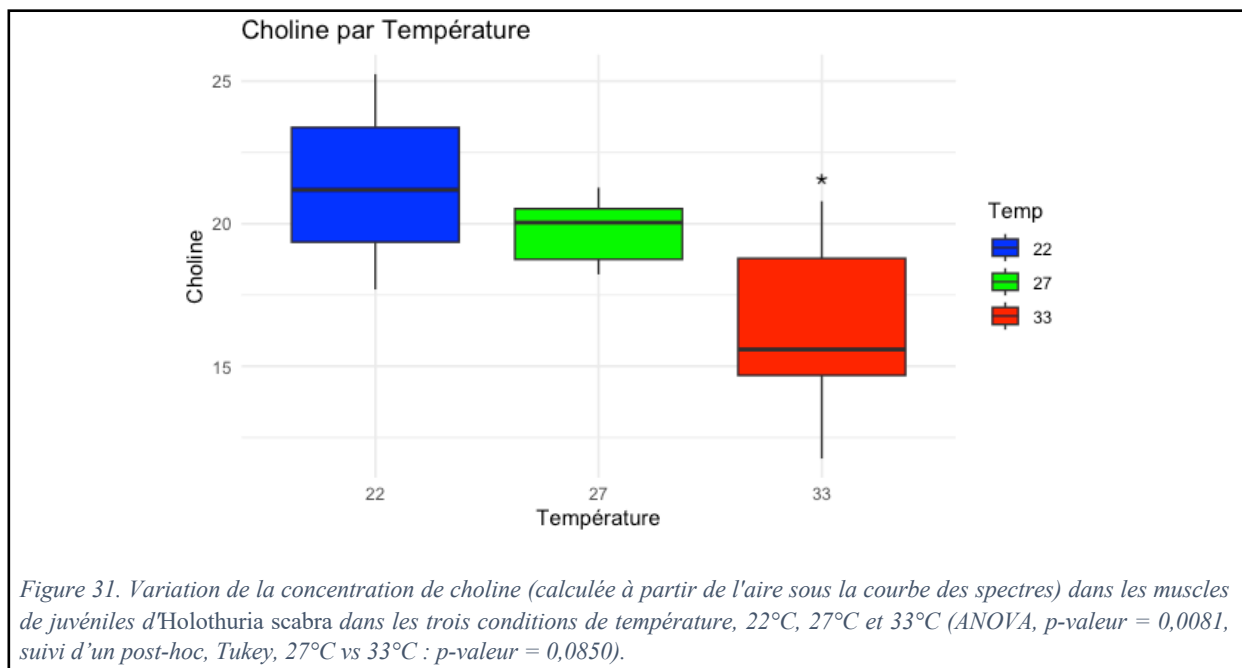 Choline par Température
25
20
15
Choline
*
22
27
33
Température
Temp
22
27
33
Figure 31. Variation de la concentration de choline (calculée à partir de l'aire sous la courbe des spectres) dans les muscles
de juvéniles d'Holothuria scabra dans les trois conditions de température, 22°C, 27°C et 33°C (ANOVA, p-valeur = 0,0081,
suivi d’un post-hoc, Tukey, 27°C vs 33°C : p-valeur = 0,0850).